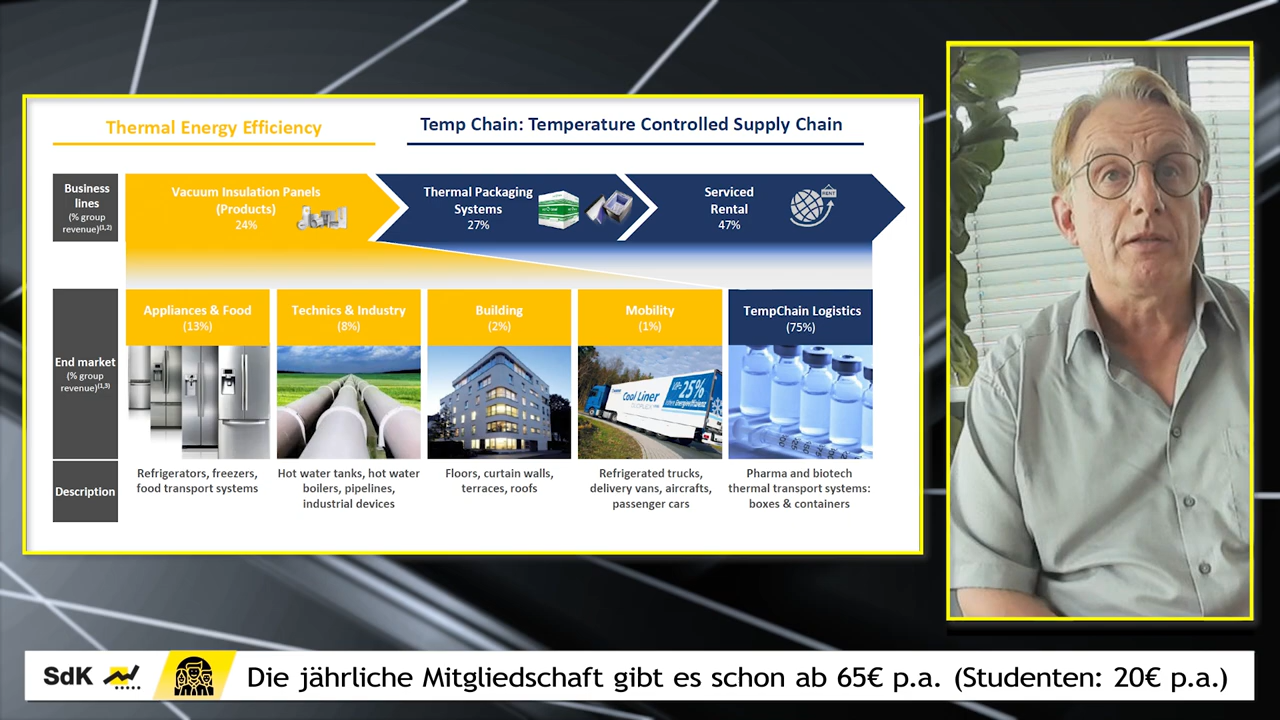 Thermal Energy Efficiency
Temp Chain: Temperature Controlled Supply Chain
Business
lines
(% group
revenue)(1,2)
Vacuum Insulation Panels
(Products)
24%
Thermal Packaging
Systems
27%
Serviced
Rental
47%
RENT
End market
(% group
revenue)(1,3)
Appliances & Food
(13%)
Technics & Industry
(8%)
Building
(2%)
Mobility
(1%)
TempChain Logistics
(75%)
Cool Liner
25%
Description
Refrigerators, freezers,
food transport systems
Hot water tanks, hot water
boilers, pipelines,
industrial devices
Floors, curtain walls,
terraces, roofs
Refrigerated trucks,
delivery vans, aircrafts,
passenger cars
Pharma and biotech
thermal transport systems:
boxes & containers
SdK
Die jährliche Mitgliedschaft gibt es schon ab 65€ p.a. (Studenten: 20€ p.a.)